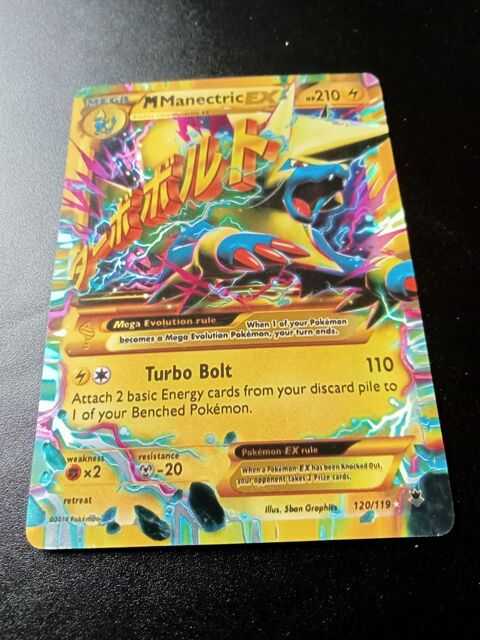 MEGA M Manectric EX HP210
ターボボルト
Mega Evolution rule
When 1 of your Pokémon
becomes a Mega Evolution Pokémon, your turn ends.
Turbo Bolt 110
Attach 2 basic Energy cards from your discard pile to
1 of your Benched Pokémon.
weakness resistance
×2 -20
retreat
Pokémon-EX rule
When a Pokémon-EX has been Knocked Out,
your opponent takes 2 Prize cards.
Illus. 5ban Graphics 120/119